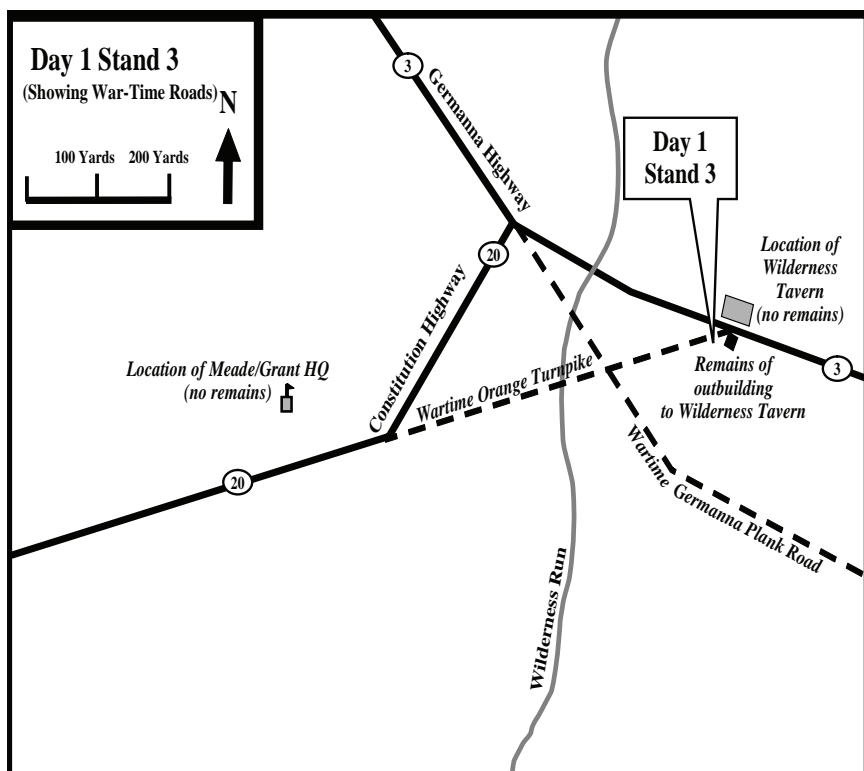 Day 1 Stand 3
(Showing War-Time Roads)
N
100 Yards 200 Yards
3
Germanna Highway
Day 1
Stand 3
20
Constitution Highway
Location of
Wilderness
Tavern
(no remains)
Location of Meade/Grant HQ
(no remains)
Wartime Orange Turnpike
Remains of
outbuilding
to Wilderness Tavern
3
20
Wartime Germanna Plank Road
Wilderness Run